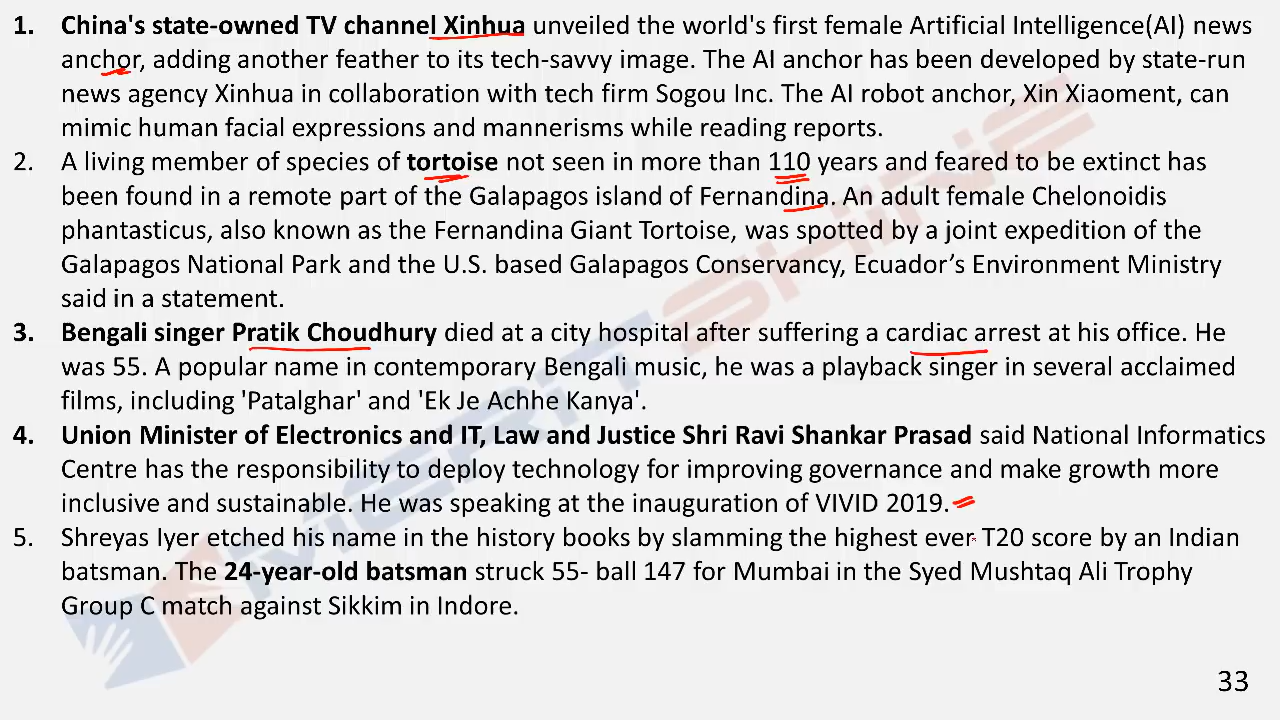 1. China's state-owned TV channel Xinhua unveiled the world's first female Artificial Intelligence(AI) news
anchor, adding another feather to its tech-savvy image. The AI anchor has been developed by state-run
news agency Xinhua in collaboration with tech firm Sogou Inc. The AI robot anchor, Xin Xiaoment, can
mimic human facial expressions and mannerisms while reading reports.
2. A living member of species of tortoise not seen in more than 110 years and feared to be extinct has
been found in a remote part of the Galapagos island of Fernandina. An adult female Chelonoidis
phantasticus, also known as the Fernandina Giant Tortoise, was spotted by a joint expedition of the
Galapagos National Park and the U.S. based Galapagos Conservancy, Ecuador’s Environment Ministry
said in a statement.
3. Bengali singer Pratik Choudhury died at a city hospital after suffering a cardiac arrest at his office. He
was 55. A popular name in contemporary Bengali music, he was a playback singer in several acclaimed
films, including 'Patalghar' and 'Ek Je Achhe Kanya'.
4. Union Minister of Electronics and IT, Law and Justice Shri Ravi Shankar Prasad said National Informatics
Centre has the responsibility to deploy technology for improving governance and make growth more
inclusive and sustainable. He was speaking at the inauguration of VIVID 2019.
5. Shreyas Iyer etched his name in the history books by slamming the highest ever T20 score by an Indian
batsman. The 24-year-old batsman struck 55- ball 147 for Mumbai in the Syed Mushtaq Ali Trophy
Group C match against Sikkim in Indore.
MERITSHINE
33